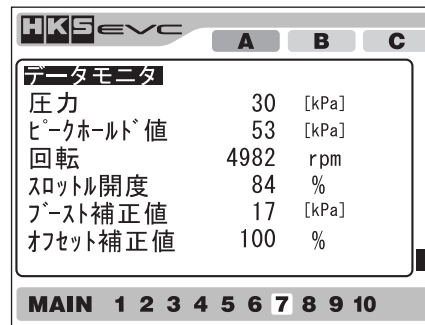 HKS EVC
A B C
データモニタ
圧力 30 [kPa]
ﾋﾟｰｸﾎｰﾙﾄﾞ値 53 [kPa]
回転 4982 rpm
ｽﾛｯﾄﾙ開度 84 %
ﾌﾞｰｽﾄ補正値 17 [kPa]
ｵﾌｾｯﾄ補正値 100 %
MAIN 1 2 3 4 5 6 7 8 9 10